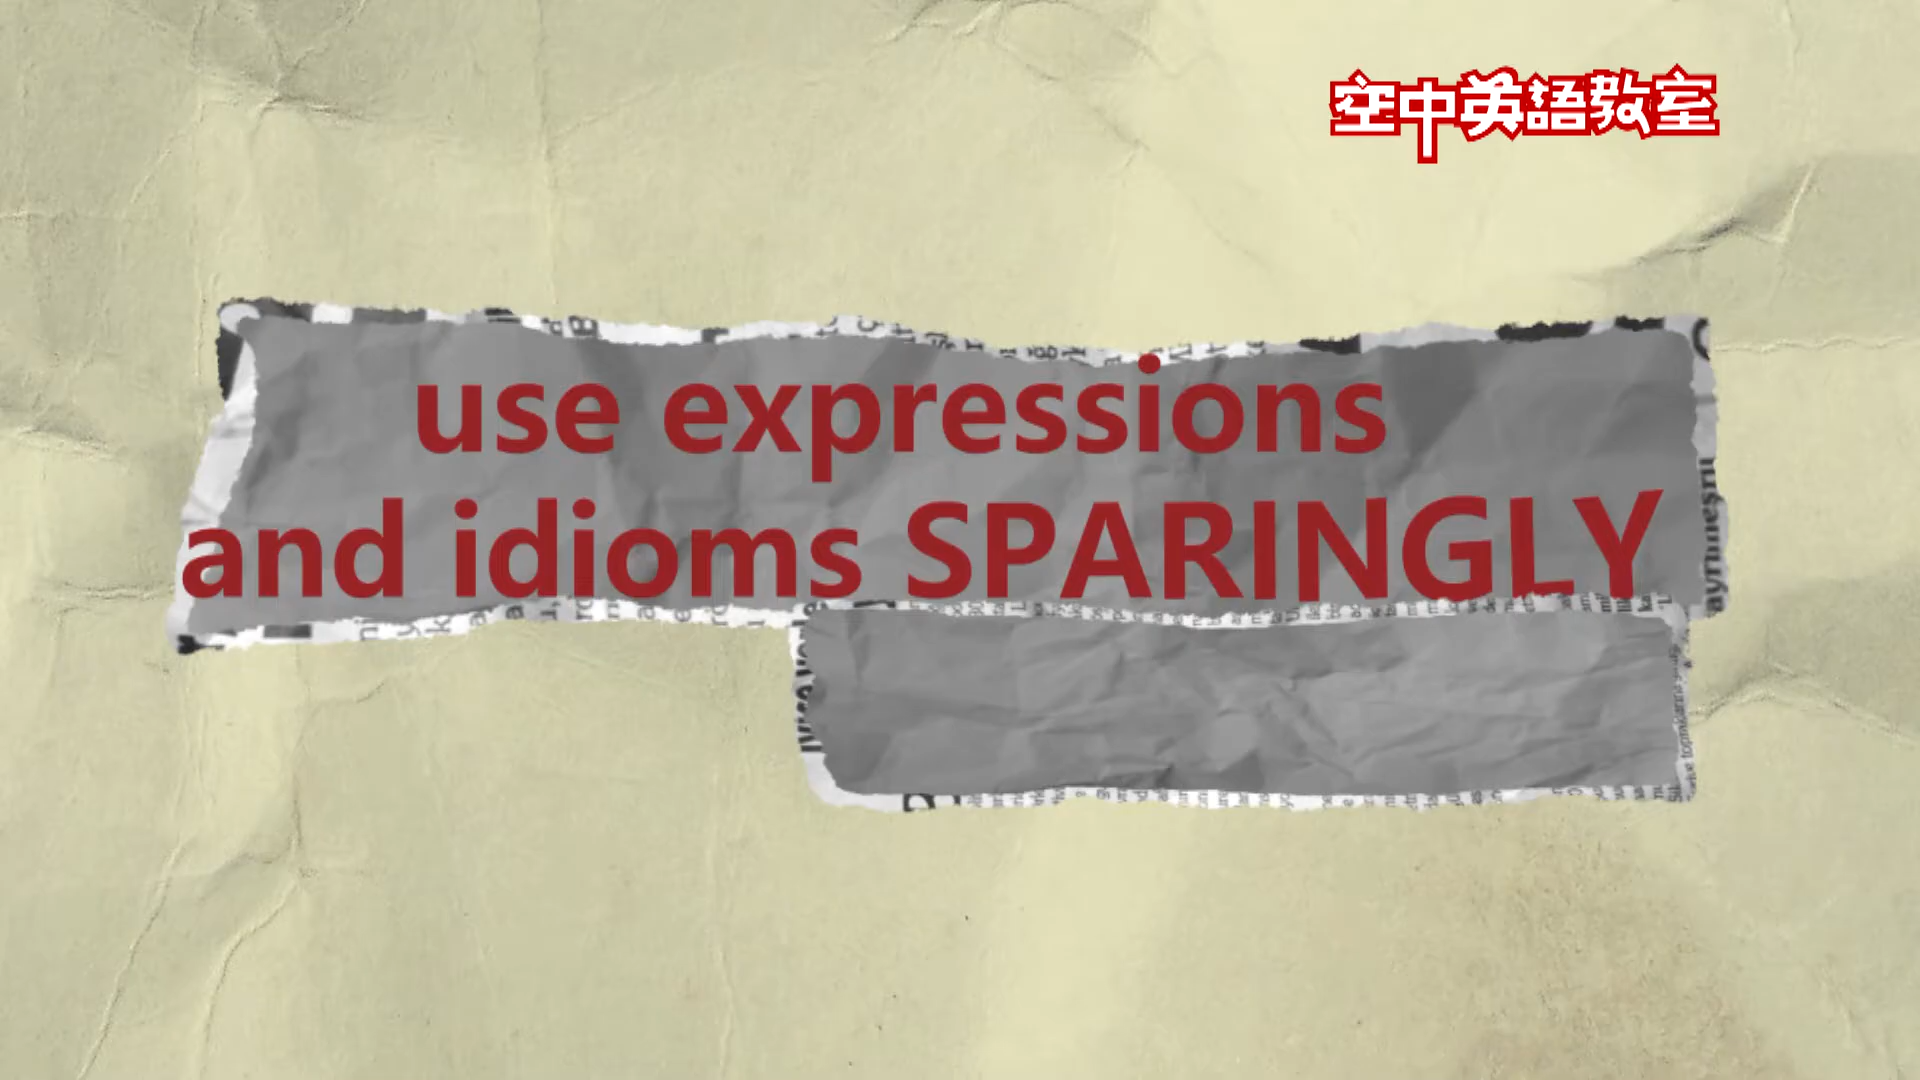 空中英語教室
use expressions
and idioms SPARINGLY